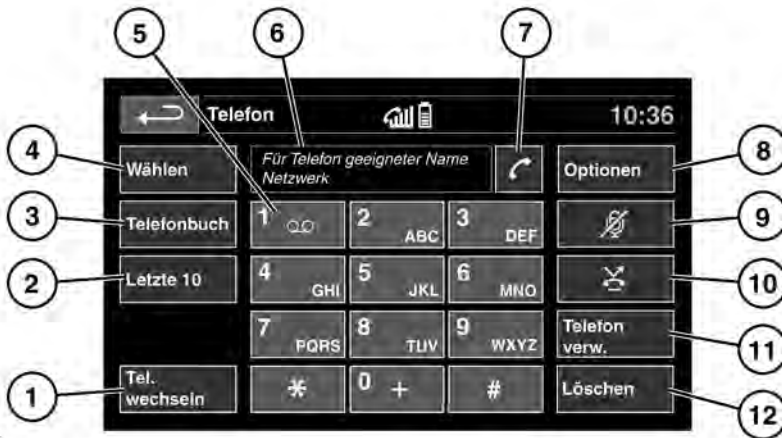 5
6
7
Telefon
10:36
4
Wählen
Für Telefon geeigneter Name
Netzwerk
Optionen
8
3
Telefonbuch
1
2 ABC
3 DEF
9
2
Letzte 10
4 GHI
5 JKL
6 MNO
10
7 PQRS
8 TUV
9 WXYZ
Telefon
verw.
11
1
Tel.
wechseln
*
0 +
#
Löschen
12